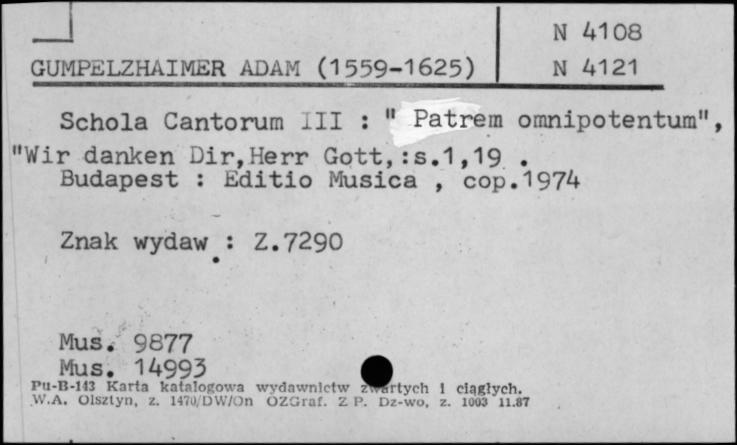 N 4108
GUMPELZHAIMER ADAM (1559-1625)
N 4121
Schola Cantorum III : " Patrem omnipotentum",
"Wir danken Dir,Herr Gott,:s.1,19 .
Budapest : Editio Musica , cop.1974
Znak wydaw.: Z.7290
Mus. 9877
Mus. 14993
Pu-B-143 Karta katalogowa wydawnictw zwartych i ciągłych.
W.A. Olsztyn, z. 1470/DW/On OZGraf. Z P. Dz-wo, z. 1003 11.87